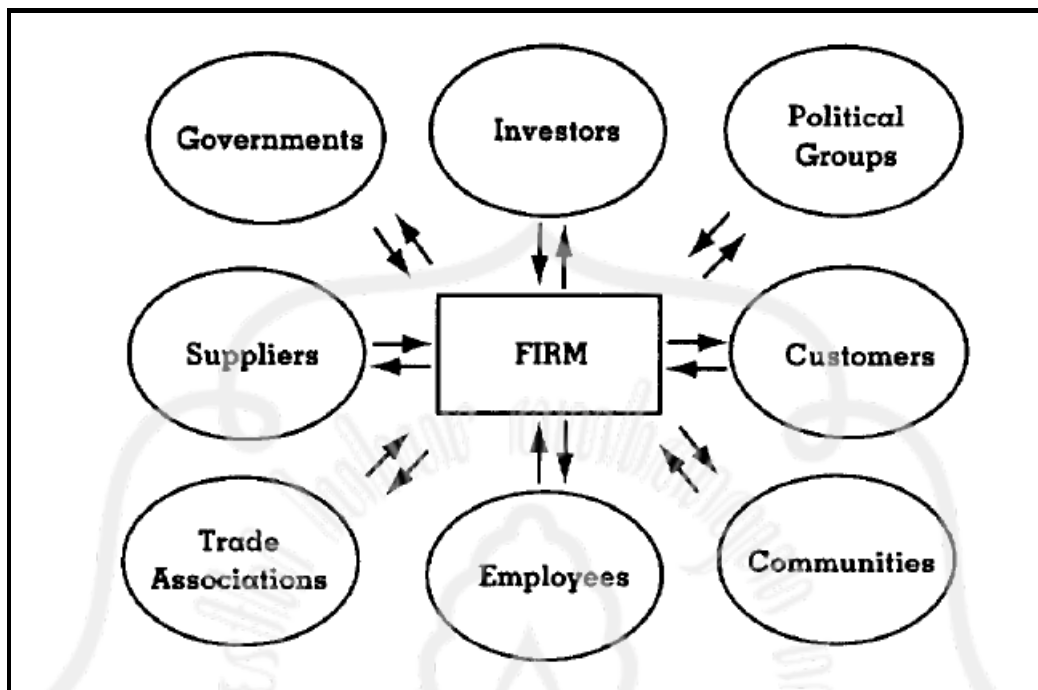 Governments
Investors
Political
Groups
Suppliers
FIRM
Customers
Trade
Associations
Employees
Communities